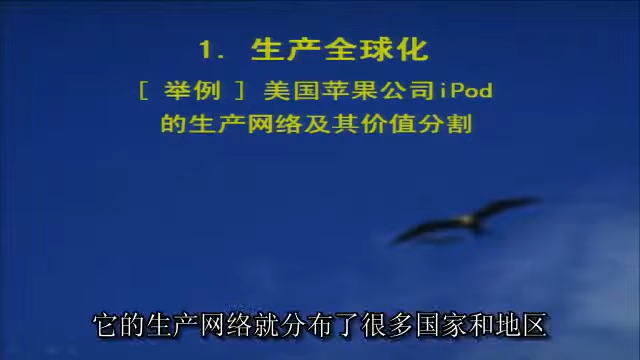 1. 生产全球化
[ 举例 ] 美国苹果公司iPod
的生产网络及其价值分割
它的生产网络就分布了很多国家和地区